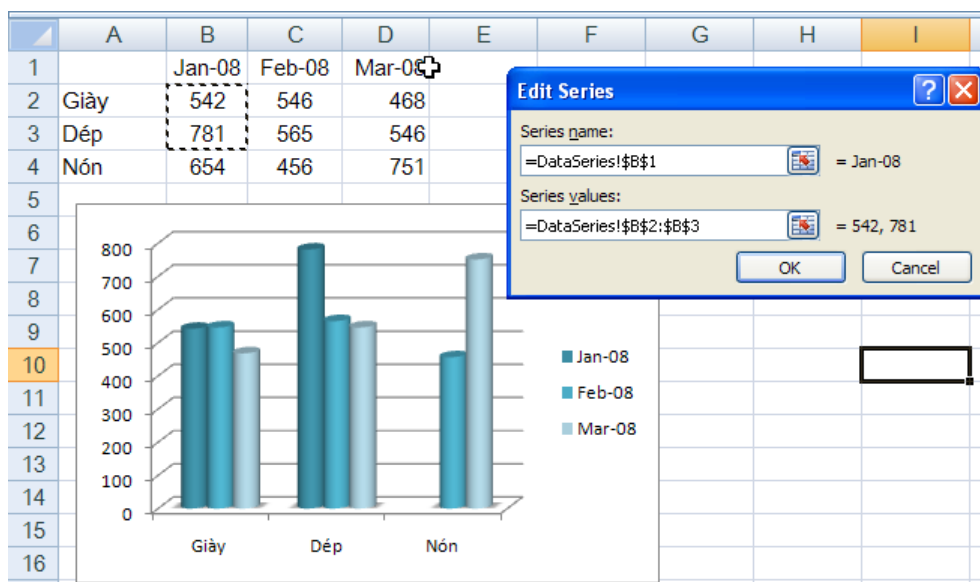 A B C D E F G H I
1 Jan-08 Feb-08 Mar-08
2 Giày 542 546 468
3 Dép 781 565 546
4 Nón 654 456 751
5
6
7
8
9
10
11
12
13
14
15
16
Edit Series
Series name:
=DataSeries!$B$1 = Jan-08
Series values:
=DataSeries!$B$2:$B$3 = 542, 781
OK Cancel
800
700
600
500
400
300
200
100
0
Giày Dép Nón
Jan-08
Feb-08
Mar-08